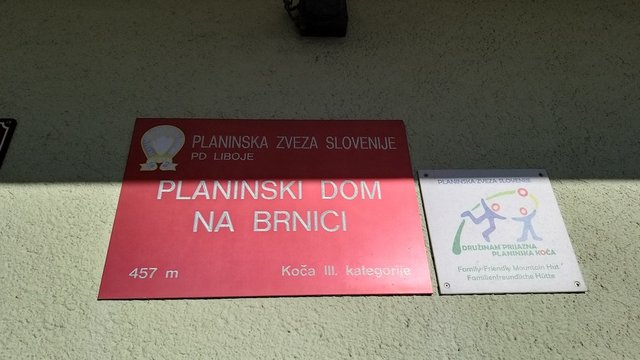 PLANINSKA ZVEZA SLOVENIJE
PD LIBOJE
PLANINSKI DOM
NA BRNICI
457 m
Koča III. kategorije
PLANINSKA ZVEZA SLOVENIJE
DRUŽINAM PRIJAZNA
PLANINSKA KOČA
Family-Friendly Mountain Hut
Familienfreundliche Hütte